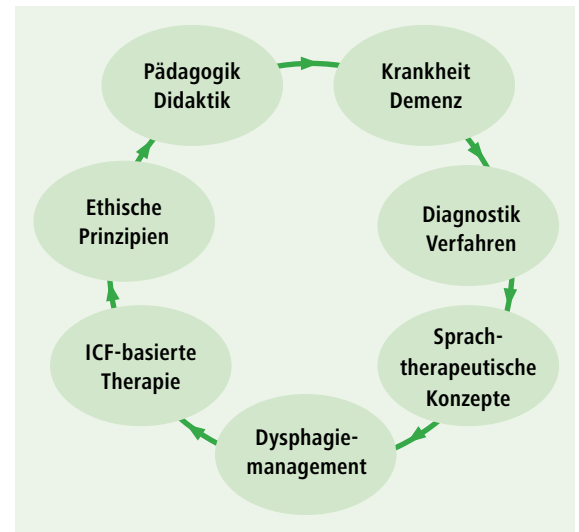 Pädagogik
Didaktik
Krankheit
Demenz
Diagnostik
Verfahren
Sprach-
therapeutische
Konzepte
Dysphagie-
management
ICF-basierte
Therapie
Ethische
Prinzipien